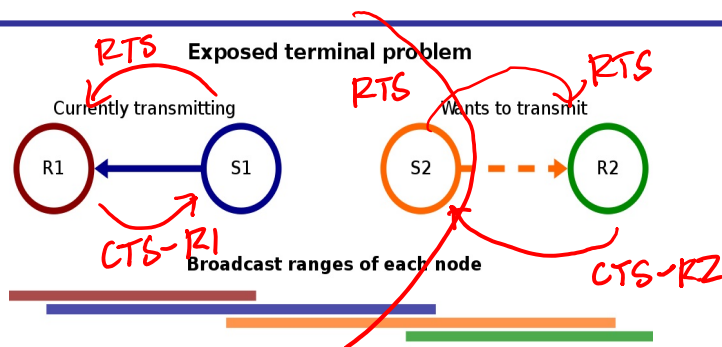 RTS
Exposed terminal problem
RTS
RTS
Currently transmitting
Wants to transmit
R1
S1
S2
R2
CTS-R1
Broadcast ranges of each node
CTS-R2